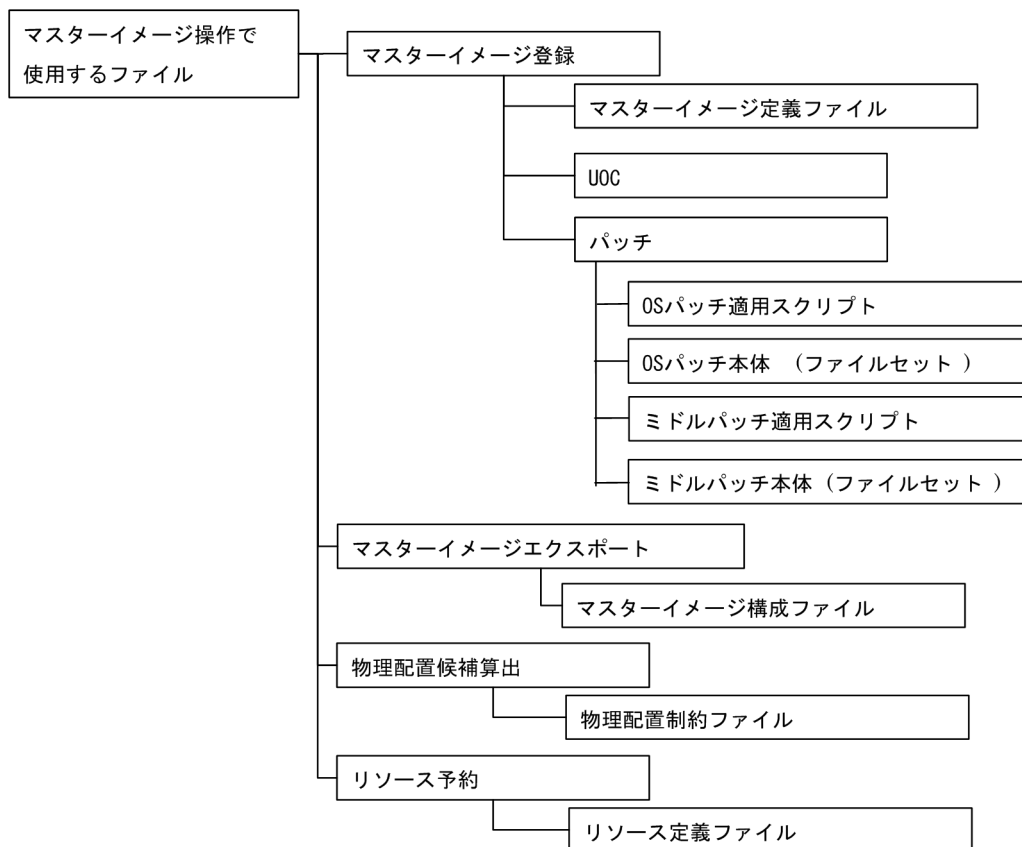 マスターイメージ操作で
使用するファイル
マスターイメージ登録
マスターイメージ定義ファイル
UOC
パッチ
OSパッチ適用スクリプト
OSパッチ本体 (ファイルセット )
ミドルパッチ適用スクリプト
ミドルパッチ本体 (ファイルセット )
マスターイメージエクスポート
マスターイメージ構成ファイル
物理配置候補算出
物理配置制約ファイル
リソース予約
リソース定義ファイル